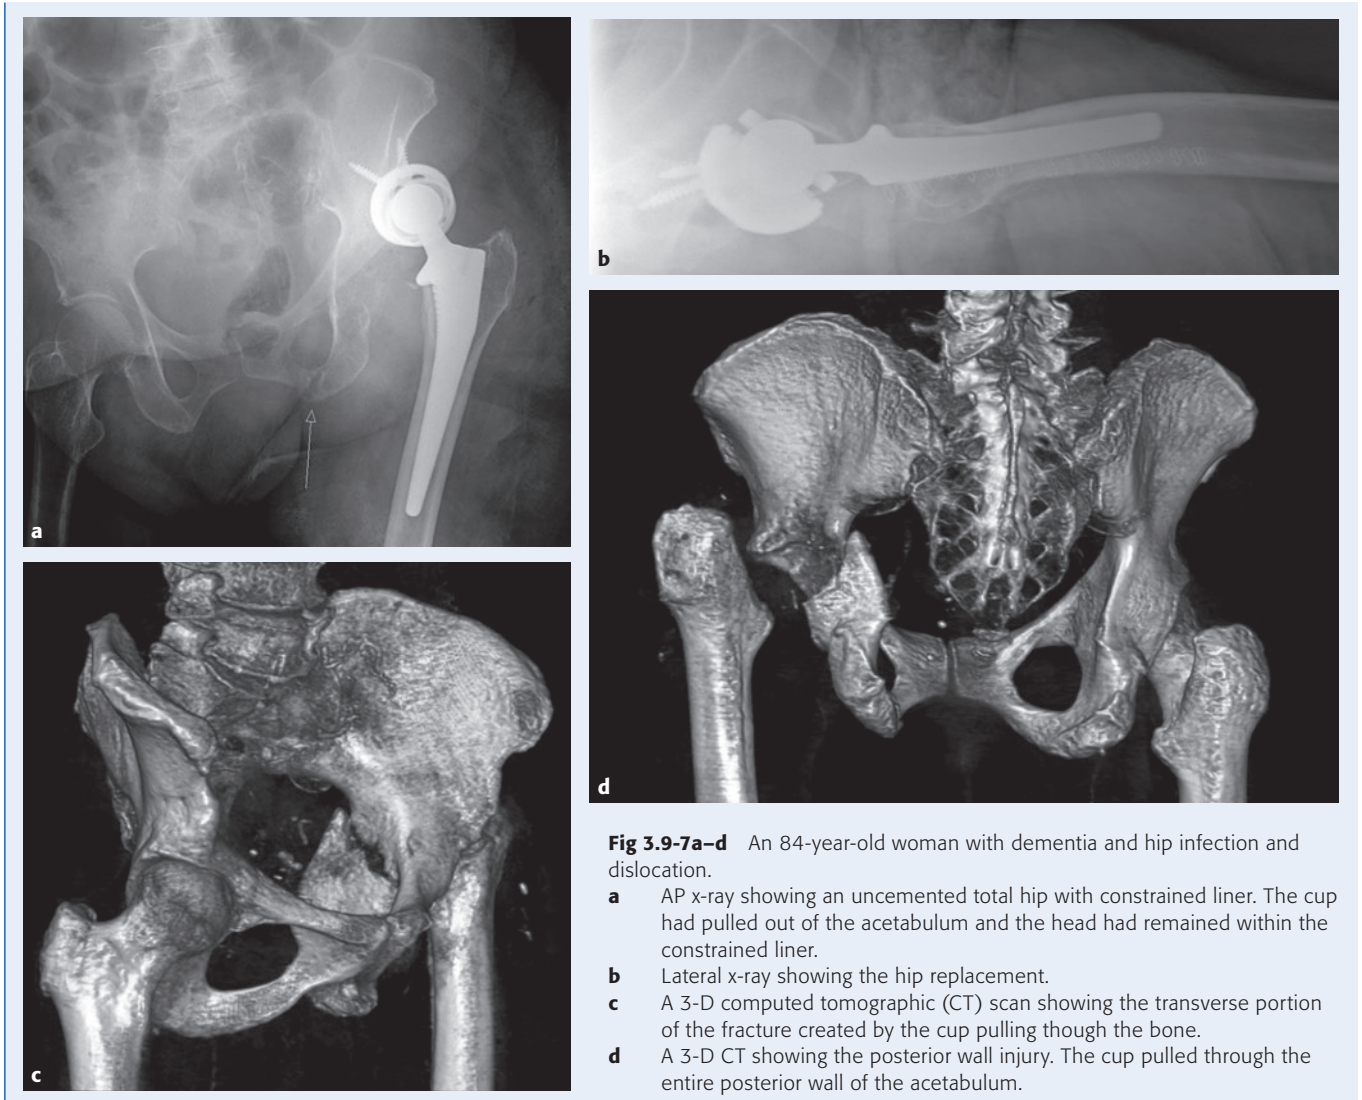 a
b
c
d
Fig 3.9-7a–d An 84-year-old woman with dementia and hip infection and
dislocation.
a AP x-ray showing an uncemented total hip with constrained liner. The cup
had pulled out of the acetabulum and the head had remained within the
constrained liner.
b Lateral x-ray showing the hip replacement.
c A 3-D computed tomographic (CT) scan showing the transverse portion
of the fracture created by the cup pulling though the bone.
d A 3-D CT showing the posterior wall injury. The cup pulled through the
entire posterior wall of the acetabulum.